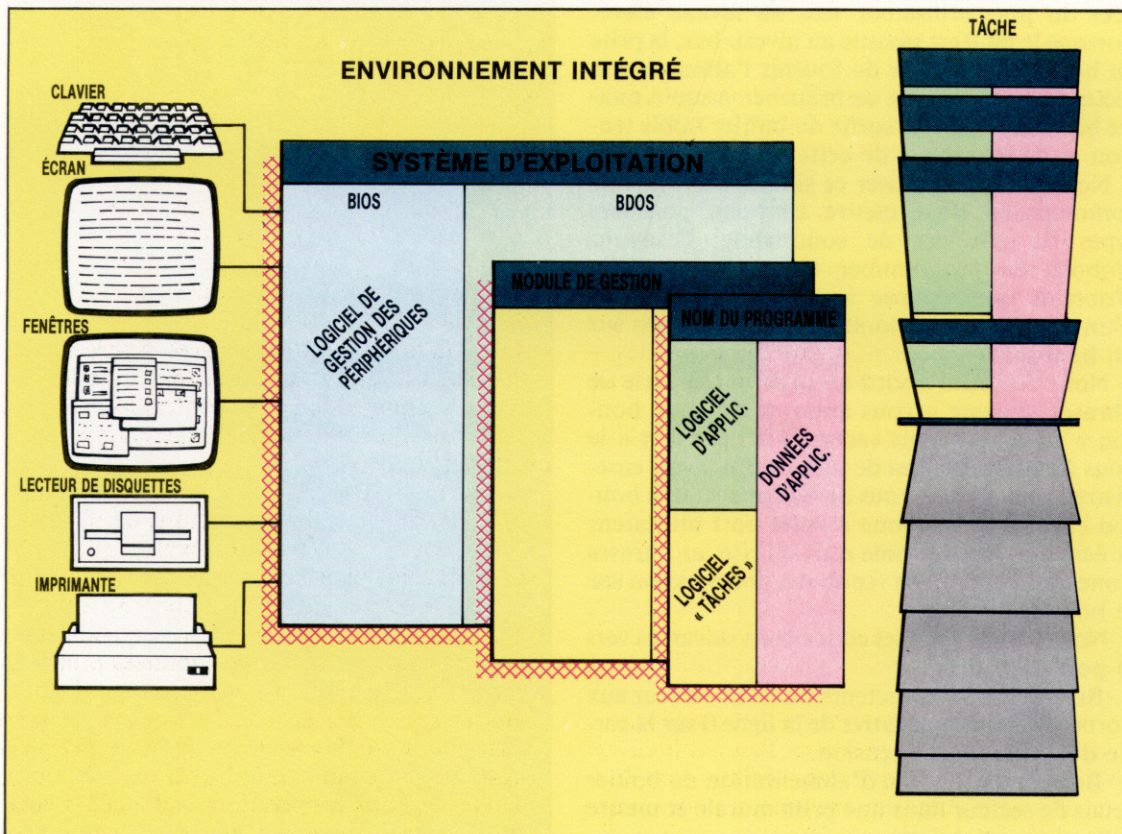 TÂCHE
ENVIRONNEMENT INTÉGRÉ
CLAVIER
SYSTÈME D'EXPLOITATION
ÉCRAN
BIOS
BDOS
MODULE DE GESTION
NOM DU PROGRAMME
FENÊTRES
LOGICIEL DE
GESTION DES
PÉRIPHÉRIQUES
LOGICIEL
D'APPLIC.
DONNÉES
D'APPLIC.
LECTEUR DE DISQUETTES
LOGICIEL
« TÂCHES »
IMPRIMANTE